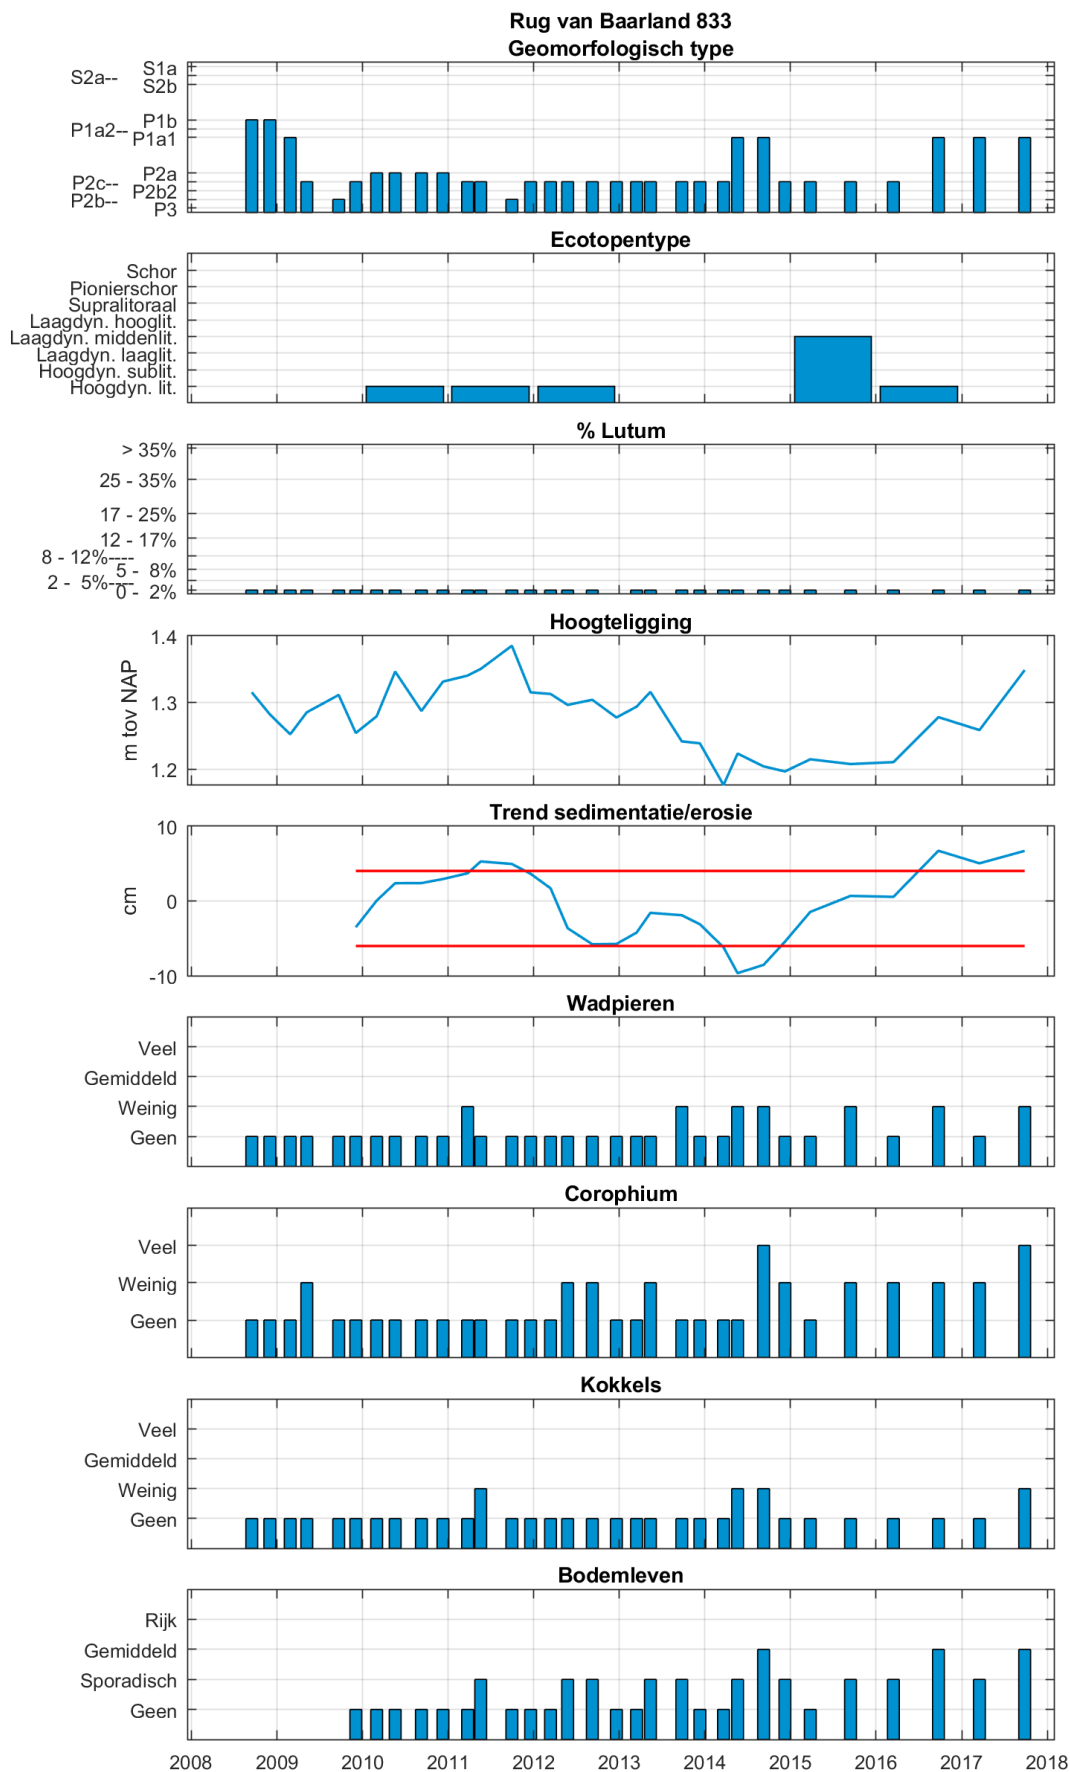 Rug van Baarland 833
Geomorfologisch type
S1a
S2a--
S2b
P1b
P1a2--
P1a1
P2a
P2c--
P2b2
P2b--
P3
Ecotopentype
Schor
Pionierschor
Supralitoraal
Laagdyn. hooglit.
Laagdyn. middenlit.
Laagdyn. laaglit.
Hoogdyn. sublit.
Hoogdyn. lit.
% Lutum
> 35%
25 - 35%
17 - 25%
12 - 17%
8 - 12%----
5 - 8%
2 - 5%----
0 - 2%
Hoogteligging
1.4
1.3
1.2
m tov NAP
Trend sedimentatie/erosie
10
0
-10
cm
Wadpieren
Veel
Gemiddeld
Weinig
Geen
Corophium
Veel
Weinig
Geen
Kokkels
Veel
Gemiddeld
Weinig
Geen
Bodemleven
Rijk
Gemiddeld
Sporadisch
Geen
2008 2009 2010 2011 2012 2013 2014 2015 2016 2017 2018